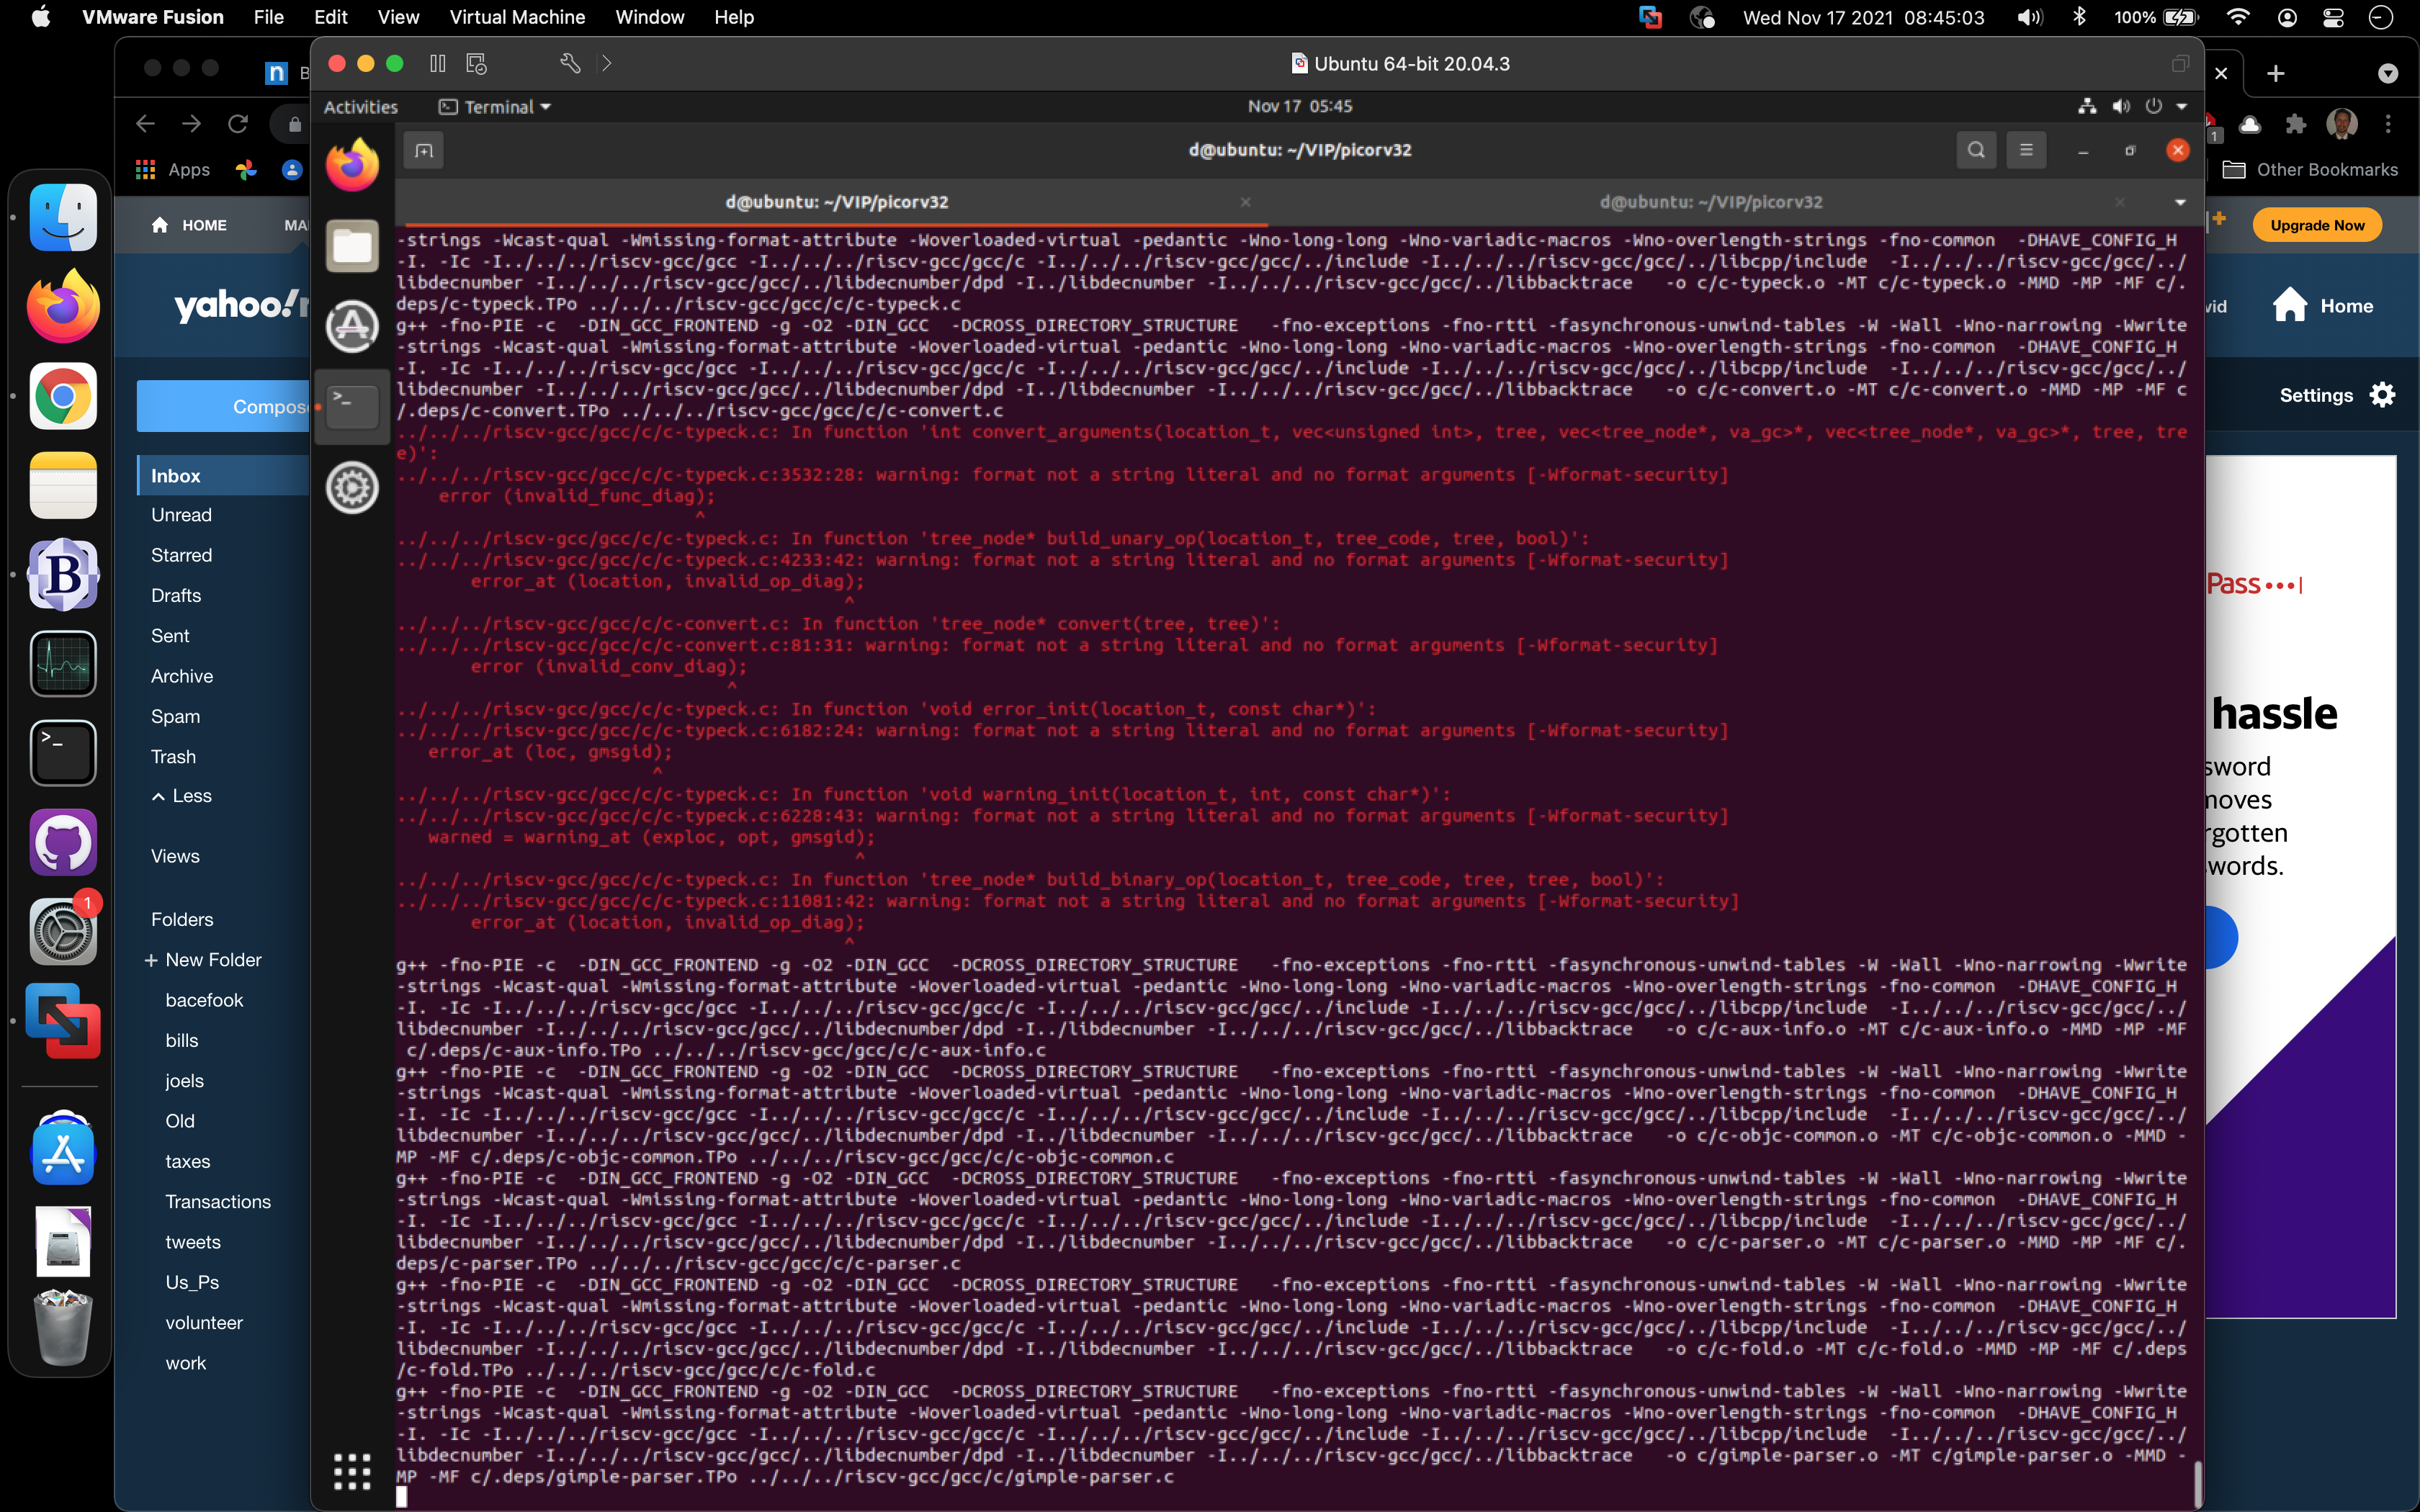 VMware Fusion File Edit View Virtual Machine Window Help
Wed Nov 17 2021 08:45:03 100%
Ubuntu 64-bit 20.04.3
Activities Terminal Nov 17 05:45
d@ubuntu: ~/VIP/picorv32
d@ubuntu: ~/VIP/picorv32 d@ubuntu: ~/VIP/picorv32
-strings -Wcast-qual -Wmissing-format-attribute -Woverloaded-virtual -pedantic -Wno-long-long -Wno-variadic-macros -Wno-overlength-strings -fno-common  -DHAVE_CONFIG_H
-I. -Ic -I../../../riscv-gcc/gcc -I../../../riscv-gcc/gcc/c -I../../../riscv-gcc/gcc/../include -I../../../riscv-gcc/gcc/../libcpp/include  -I../../../riscv-gcc/gcc/../
libdecnumber -I../../../riscv-gcc/gcc/../libdecnumber/dpd -I../libdecnumber -I../../../riscv-gcc/gcc/../libbacktrace   -o c/c-typeck.o -MT c/c-typeck.o -MMD -MP -MF c/.
deps/c-typeck.TPo ../../../riscv-gcc/gcc/c/c-typeck.c
g++ -fno-PIE -c  -DIN_GCC_FRONTEND -g -O2 -DIN_GCC  -DCROSS_DIRECTORY_STRUCTURE   -fno-exceptions -fno-rtti -fasynchronous-unwind-tables -W -Wall -Wno-narrowing -Wwrite
-strings -Wcast-qual -Wmissing-format-attribute -Woverloaded-virtual -pedantic -Wno-long-long -Wno-variadic-macros -Wno-overlength-strings -fno-common  -DHAVE_CONFIG_H
-I. -Ic -I../../../riscv-gcc/gcc -I../../../riscv-gcc/gcc/c -I../../../riscv-gcc/gcc/../include -I../../../riscv-gcc/gcc/../libcpp/include  -I../../../riscv-gcc/gcc/../
libdecnumber -I../../../riscv-gcc/gcc/../libdecnumber/dpd -I../libdecnumber -I../../../riscv-gcc/gcc/../libbacktrace   -o c/c-convert.o -MT c/c-convert.o -MMD -MP -MF c
/.deps/c-convert.TPo ../../../riscv-gcc/gcc/c/c-convert.c
../../../riscv-gcc/gcc/c/c-typeck.c: In function 'int convert_arguments(location_t, vec<unsigned int>, tree, vec<tree_node*, va_gc>*, vec<tree_node*, va_gc>*, tree, tre
e)':
../../../riscv-gcc/gcc/c/c-typeck.c:3532:28: warning: format not a string literal and no format arguments [-Wformat-security]
error (invalid_func_diag);
^
../../../riscv-gcc/gcc/c/c-typeck.c: In function 'tree_node* build_unary_op(location_t, tree_code, tree, bool)':
../../../riscv-gcc/gcc/c/c-typeck.c:4233:42: warning: format not a string literal and no format arguments [-Wformat-security]
error_at (location, invalid_op_diag);
^
../../../riscv-gcc/gcc/c/c-convert.c: In function 'tree_node* convert(tree, tree)':
../../../riscv-gcc/gcc/c/c-convert.c:81:31: warning: format not a string literal and no format arguments [-Wformat-security]
error (invalid_conv_diag);
^
../../../riscv-gcc/gcc/c/c-typeck.c: In function 'void error_init(location_t, const char*)':
../../../riscv-gcc/gcc/c/c-typeck.c:6182:24: warning: format not a string literal and no format arguments [-Wformat-security]
error_at (loc, gmsgid);
^
../../../riscv-gcc/gcc/c/c-typeck.c: In function 'void warning_init(location_t, int, const char*)':
../../../riscv-gcc/gcc/c/c-typeck.c:6228:43: warning: format not a string literal and no format arguments [-Wformat-security]
warned = warning_at (exploc, opt, gmsgid);
^
../../../riscv-gcc/gcc/c/c-typeck.c: In function 'tree_node* build_binary_op(location_t, tree_code, tree, tree, bool)':
../../../riscv-gcc/gcc/c/c-typeck.c:11081:42: warning: format not a string literal and no format arguments [-Wformat-security]
error_at (location, invalid_op_diag);
^
g++ -fno-PIE -c  -DIN_GCC_FRONTEND -g -O2 -DIN_GCC  -DCROSS_DIRECTORY_STRUCTURE   -fno-exceptions -fno-rtti -fasynchronous-unwind-tables -W -Wall -Wno-narrowing -Wwrite
-strings -Wcast-qual -Wmissing-format-attribute -Woverloaded-virtual -pedantic -Wno-long-long -Wno-variadic-macros -Wno-overlength-strings -fno-common  -DHAVE_CONFIG_H
-I. -Ic -I../../../riscv-gcc/gcc -I../../../riscv-gcc/gcc/c -I../../../riscv-gcc/gcc/../include -I../../../riscv-gcc/gcc/../libcpp/include  -I../../../riscv-gcc/gcc/../
libdecnumber -I../../../riscv-gcc/gcc/../libdecnumber/dpd -I../libdecnumber -I../../../riscv-gcc/gcc/../libbacktrace   -o c/c-aux-info.o -MT c/c-aux-info.o -MMD -MP -MF
c/.deps/c-aux-info.TPo ../../../riscv-gcc/gcc/c/c-aux-info.c
g++ -fno-PIE -c  -DIN_GCC_FRONTEND -g -O2 -DIN_GCC  -DCROSS_DIRECTORY_STRUCTURE   -fno-exceptions -fno-rtti -fasynchronous-unwind-tables -W -Wall -Wno-narrowing -Wwrite
-strings -Wcast-qual -Wmissing-format-attribute -Woverloaded-virtual -pedantic -Wno-long-long -Wno-variadic-macros -Wno-overlength-strings -fno-common  -DHAVE_CONFIG_H
-I. -Ic -I../../../riscv-gcc/gcc -I../../../riscv-gcc/gcc/c -I../../../riscv-gcc/gcc/../include -I../../../riscv-gcc/gcc/../libcpp/include  -I../../../riscv-gcc/gcc/../
libdecnumber -I../../../riscv-gcc/gcc/../libdecnumber/dpd -I../libdecnumber -I../../../riscv-gcc/gcc/../libbacktrace   -o c/c-objc-common.o -MT c/c-objc-common.o -MMD -
MP -MF c/.deps/c-objc-common.TPo ../../../riscv-gcc/gcc/c/c-objc-common.c
g++ -fno-PIE -c  -DIN_GCC_FRONTEND -g -O2 -DIN_GCC  -DCROSS_DIRECTORY_STRUCTURE   -fno-exceptions -fno-rtti -fasynchronous-unwind-tables -W -Wall -Wno-narrowing -Wwrite
-strings -Wcast-qual -Wmissing-format-attribute -Woverloaded-virtual -pedantic -Wno-long-long -Wno-variadic-macros -Wno-overlength-strings -fno-common  -DHAVE_CONFIG_H
-I. -Ic -I../../../riscv-gcc/gcc -I../../../riscv-gcc/gcc/c -I../../../riscv-gcc/gcc/../include -I../../../riscv-gcc/gcc/../libcpp/include  -I../../../riscv-gcc/gcc/../
libdecnumber -I../../../riscv-gcc/gcc/../libdecnumber/dpd -I../libdecnumber -I../../../riscv-gcc/gcc/../libbacktrace   -o c/c-parser.o -MT c/c-parser.o -MMD -MP -MF c/.
deps/c-parser.TPo ../../../riscv-gcc/gcc/c/c-parser.c
g++ -fno-PIE -c  -DIN_GCC_FRONTEND -g -O2 -DIN_GCC  -DCROSS_DIRECTORY_STRUCTURE   -fno-exceptions -fno-rtti -fasynchronous-unwind-tables -W -Wall -Wno-narrowing -Wwrite
-strings -Wcast-qual -Wmissing-format-attribute -Woverloaded-virtual -pedantic -Wno-long-long -Wno-variadic-macros -Wno-overlength-strings -fno-common  -DHAVE_CONFIG_H
-I. -Ic -I../../../riscv-gcc/gcc -I../../../riscv-gcc/gcc/c -I../../../riscv-gcc/gcc/../include -I../../../riscv-gcc/gcc/../libcpp/include  -I../../../riscv-gcc/gcc/../
libdecnumber -I../../../riscv-gcc/gcc/../libdecnumber/dpd -I../libdecnumber -I../../../riscv-gcc/gcc/../libbacktrace   -o c/c-fold.o -MT c/c-fold.o -MMD -MP -MF c/.deps
/c-fold.TPo ../../../riscv-gcc/gcc/c/c-fold.c
g++ -fno-PIE -c  -DIN_GCC_FRONTEND -g -O2 -DIN_GCC  -DCROSS_DIRECTORY_STRUCTURE   -fno-exceptions -fno-rtti -fasynchronous-unwind-tables -W -Wall -Wno-narrowing -Wwrite
-strings -Wcast-qual -Wmissing-format-attribute -Woverloaded-virtual -pedantic -Wno-long-long -Wno-variadic-macros -Wno-overlength-strings -fno-common  -DHAVE_CONFIG_H
-I. -Ic -I../../../riscv-gcc/gcc -I../../../riscv-gcc/gcc/c -I../../../riscv-gcc/gcc/../include -I../../../riscv-gcc/gcc/../libcpp/include  -I../../../riscv-gcc/gcc/../
libdecnumber -I../../../riscv-gcc/gcc/../libdecnumber/dpd -I../libdecnumber -I../../../riscv-gcc/gcc/../libbacktrace   -o c/gimple-parser.o -MT c/gimple-parser.o -MMD -
MP -MF c/.deps/gimple-parser.TPo ../../../riscv-gcc/gcc/c/gimple-parser.c
n B
Apps
HOME MA
yahoo!
Compose
Inbox
Unread
Starred
Drafts
Sent
Archive
Spam
Trash
Less
Views
Folders
+ New Folder
bacefook
bills
joels
Old
taxes
Transactions
tweets
Us_Ps
volunteer
work
B
1
1
Other Bookmarks
Upgrade Now
vid Home
Settings
Pass
hassle
sword
moves
rgotten
words.